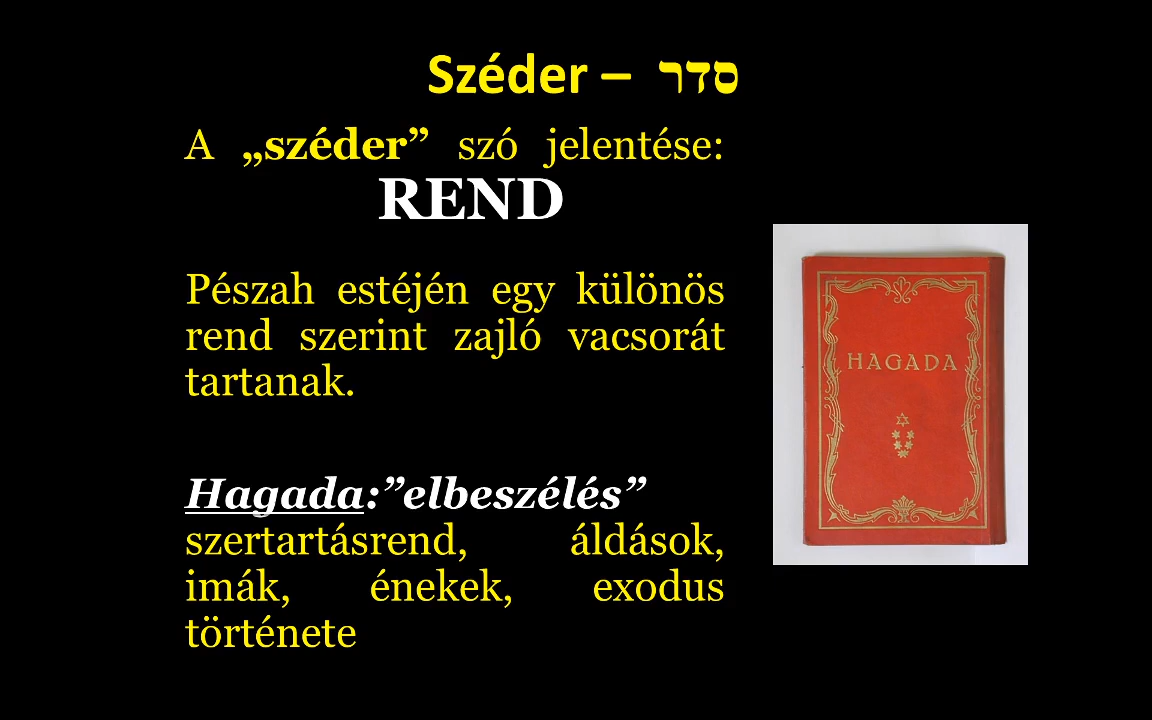 Széder – סדר
A „széder” szó jelentése:
REND
Pészah estéjén egy különös
rend szerint zajló vacsorát
tartanak.
Hagada:”elbeszélés”
szertartásrend, áldások,
imák, énekek, exodus
története
HAGADA